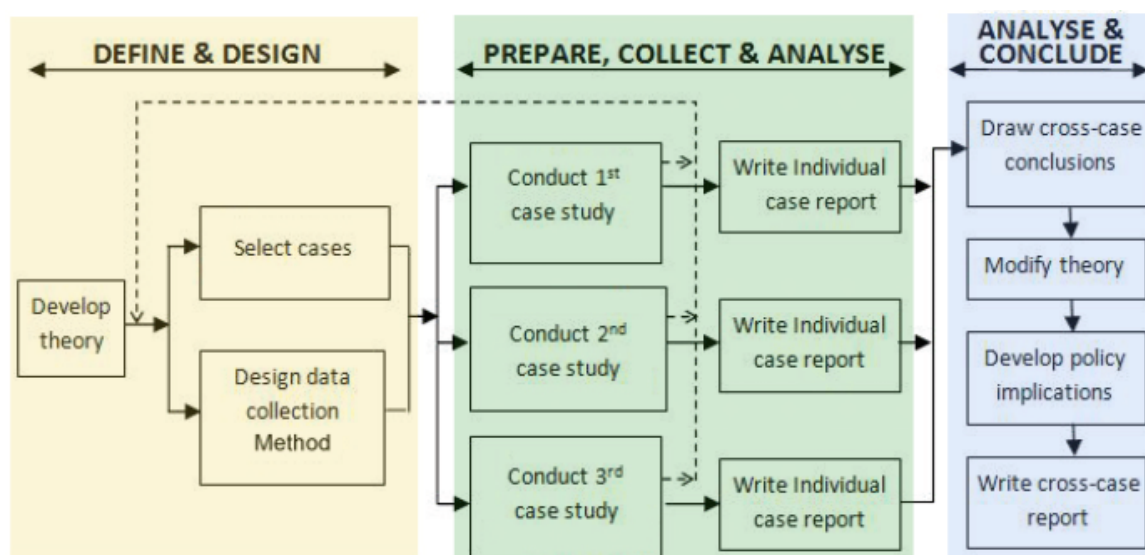 DEFINE & DESIGN
PREPARE, COLLECT & ANALYSE
ANALYSE &
CONCLUDE
Develop
theory
Select cases
Design data
collection
Method
Conduct 1st
case study
Conduct 2nd
case study
Conduct 3rd
case study
Write Individual
case report
Write Individual
case report
Write Individual
case report
Draw cross-case
conclusions
Modify theory
Develop policy
implications
Write cross-case
report